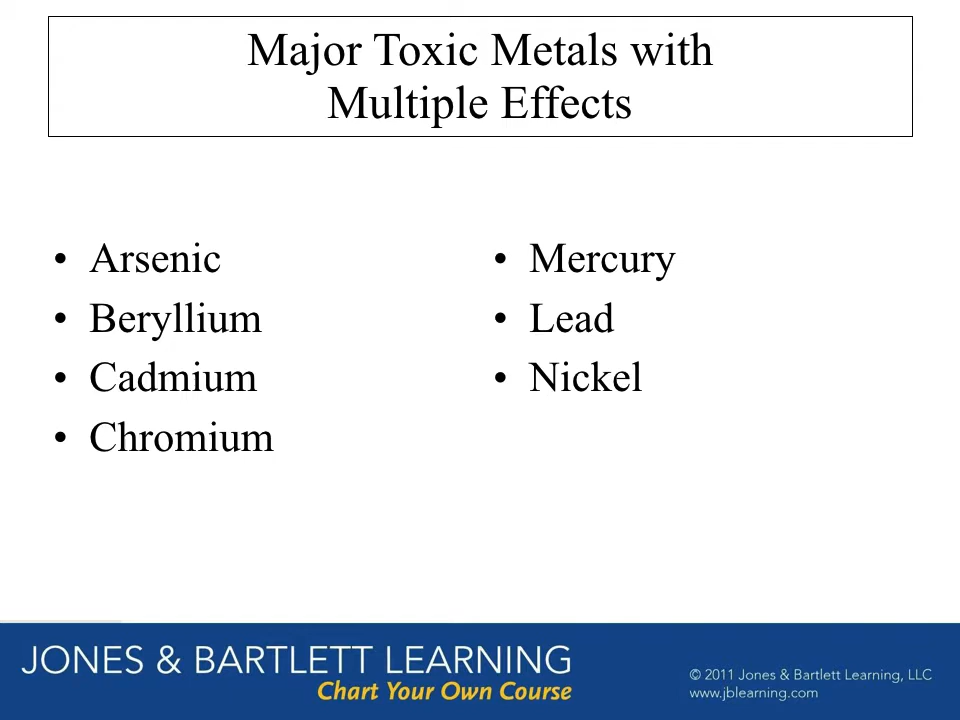 Major Toxic Metals with
Multiple Effects
• Arsenic
• Beryllium
• Cadmium
• Chromium
• Mercury
• Lead
• Nickel
JONES & BARTLETT LEARNING
Chart Your Own Course
© 2011 Jones & Bartlett Learning, LLC
www.jblearning.com